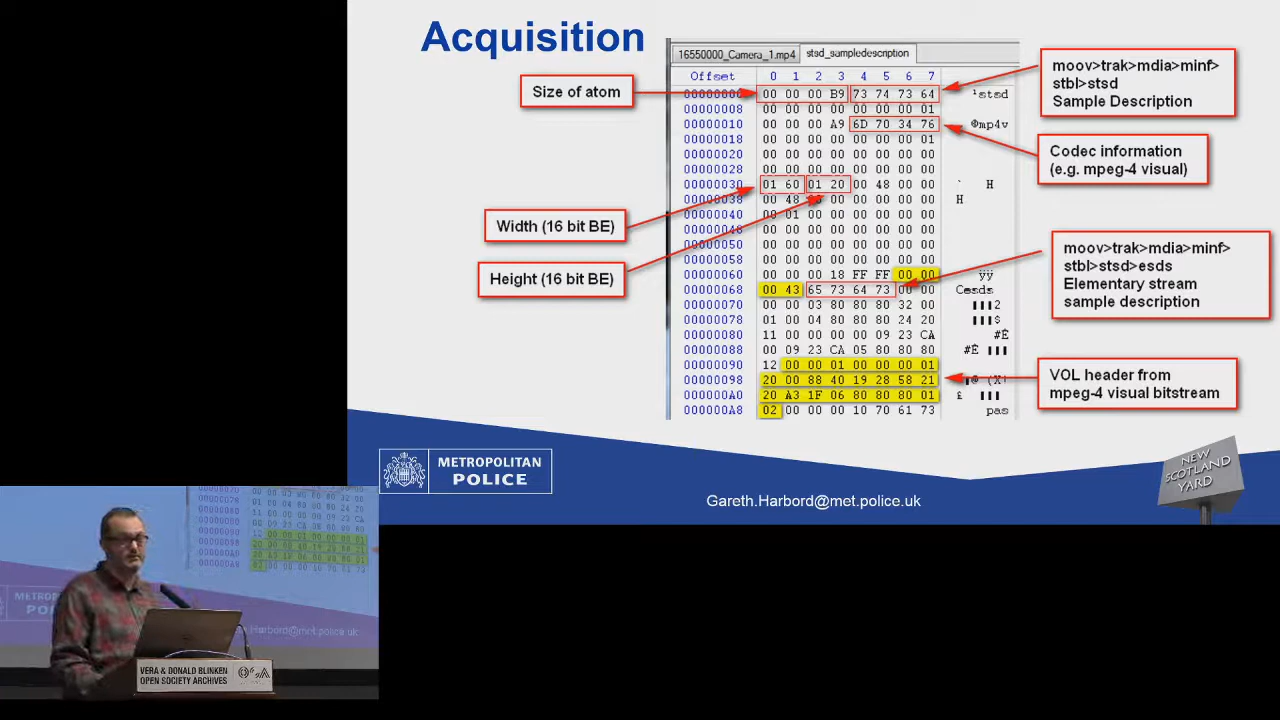 Acquisition
Size of atom
Width (16 bit BE)
Height (16 bit BE)
16550000_Camera_1.mp4 stsd_sampledescription
Offset 0 1 2 3 4 5 6 7
00000000 00 00 00 B9 73 74 73 64 ¹stsd
00000008 00 00 00 00 00 00 00 01
00000010 00 00 00 A9 6D 70 34 76 ©mp4v
00000018 00 00 00 00 00 00 00 01
00000020 00 00 00 00 00 00 00 00
00000028 00 00 00 00 00 00 00 00
00000030 01 60 01 20 00 48 00 00 ` H
00000038 00 48 00 00 00 00 00 H
00000040 00 01 00 00 00 00 00 00
00000048 00 00 00 00 00 00 00 00
00000050 00 00 00 00 00 00 00 00
00000058 00 00 00 00 00 00 00 00
00000060 00 00 00 18 FF FF 00 00 ÿÿ
00000068 00 43 65 73 64 73 00 00 Cesds
00000070 00 00 03 80 80 80 32 00 2
00000078 01 00 04 80 80 80 24 20 $
00000080 11 00 00 00 00 09 23 CA #Ê
00000088 00 09 23 CA 05 80 80 80 #Ê
00000090 12 00 00 01 00 00 00 01
00000098 20 00 88 40 19 28 58 21 @ (X!
000000A0 20 A3 1F 06 80 80 80 01 £
000000A8 02 00 00 00 10 70 61 73 pas
moov>trak>mdia>minf>
stbl>stsd
Sample Description
Codec information
(e.g. mpeg-4 visual)
moov>trak>mdia>minf>
stbl>stsd>esds
Elementary stream
sample description
VOL header from
mpeg-4 visual bitstream
METROPOLITAN
POLICE
Gareth.Harbord@met.police.uk
NEW
SCOTLAND
YARD
VERA & DONALD BLINKEN
OPEN SOCIETY ARCHIVES